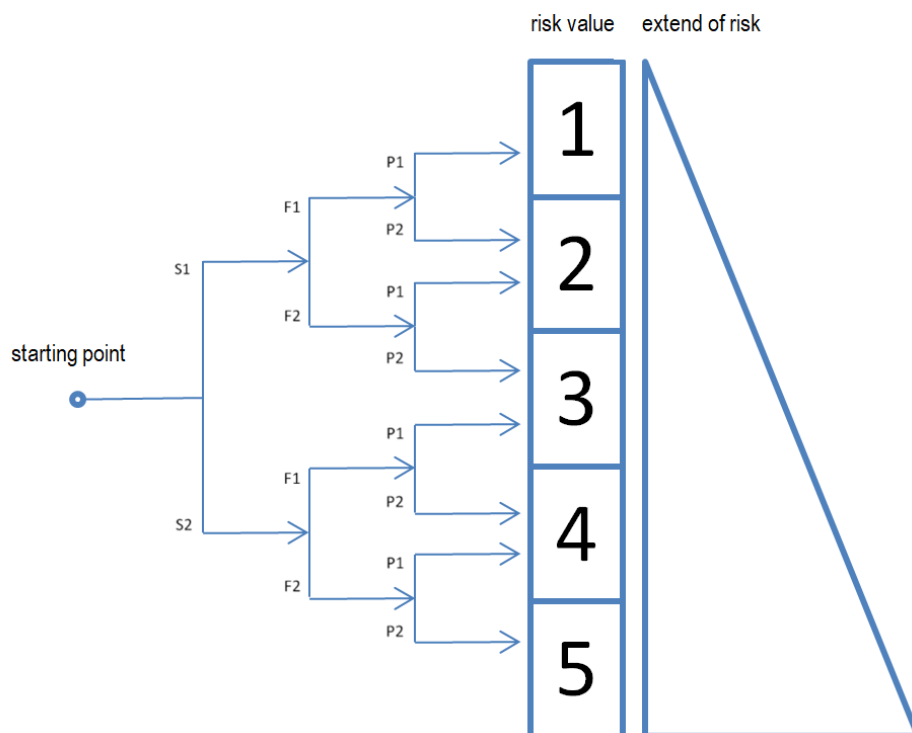 risk value extend of risk
1
P1
F1
P2
2
S1
P1
F2
P2
starting point
3
P1
F1
P2
S2
4
P1
F2
P2
5